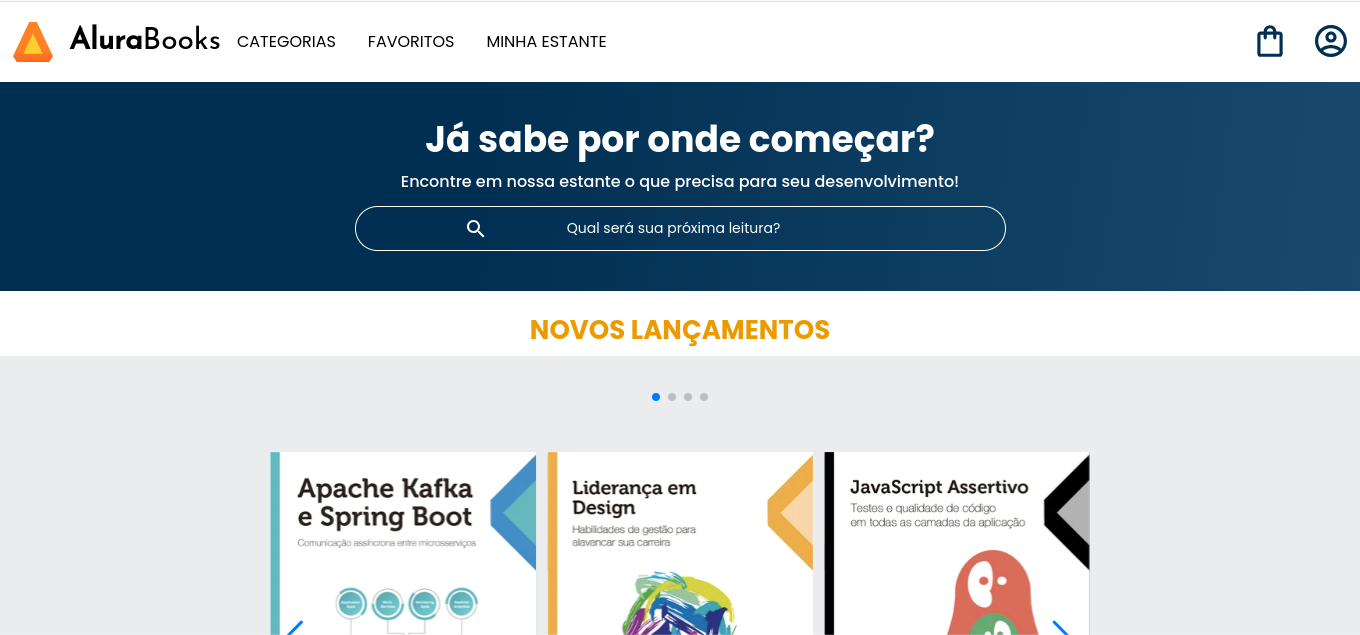 AluraBooks
CATEGORIAS
FAVORITOS
MINHA ESTANTE
Já sabe por onde começar?
Encontre em nossa estante o que precisa para seu desenvolvimento!
Qual será sua próxima leitura?
NOVOS LANÇAMENTOS
Apache Kafka
e Spring Boot
Comunicação assíncrona entre microsserviços
Liderança em
Design
Habilidades de gestão para
alavancar sua carreira
JavaScript Assertivo
Testes e qualidade de código
em todas as camadas da aplicação